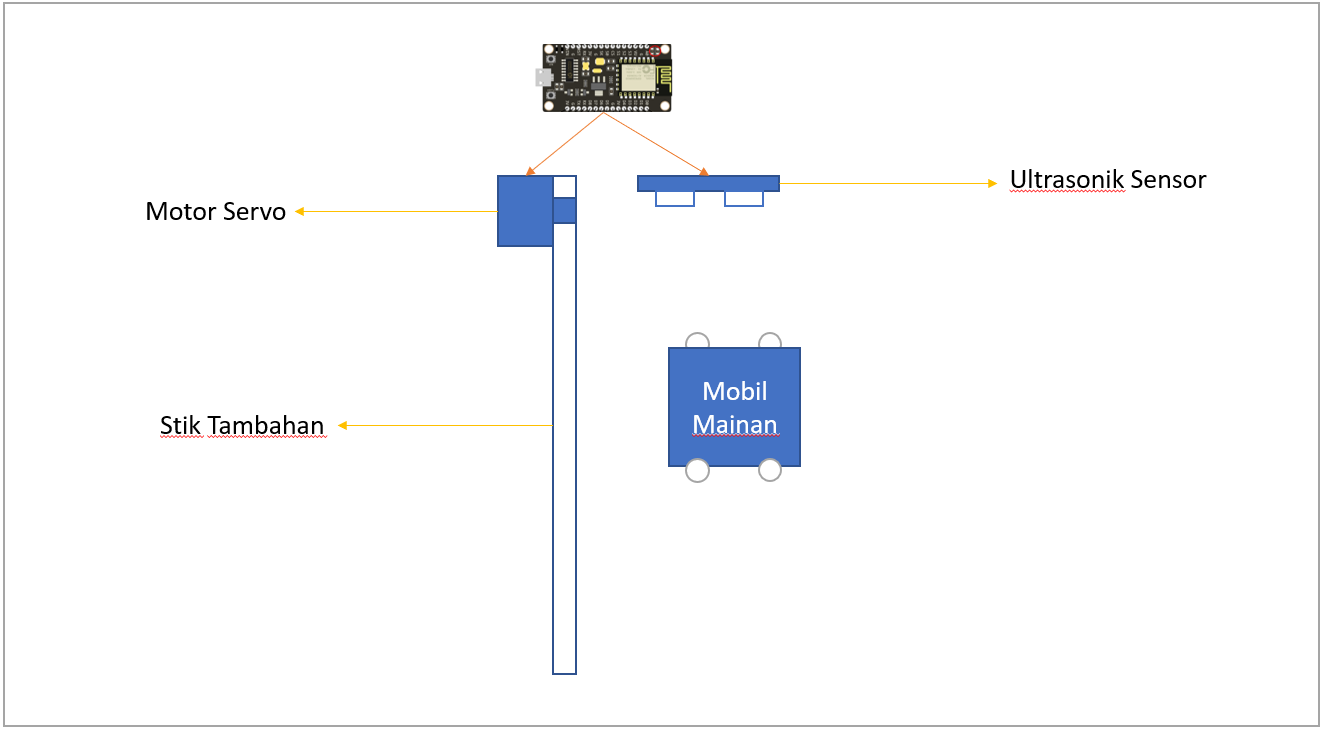 Ultrasonik Sensor
Motor Servo
Mobil
Mainan
Stik Tambahan